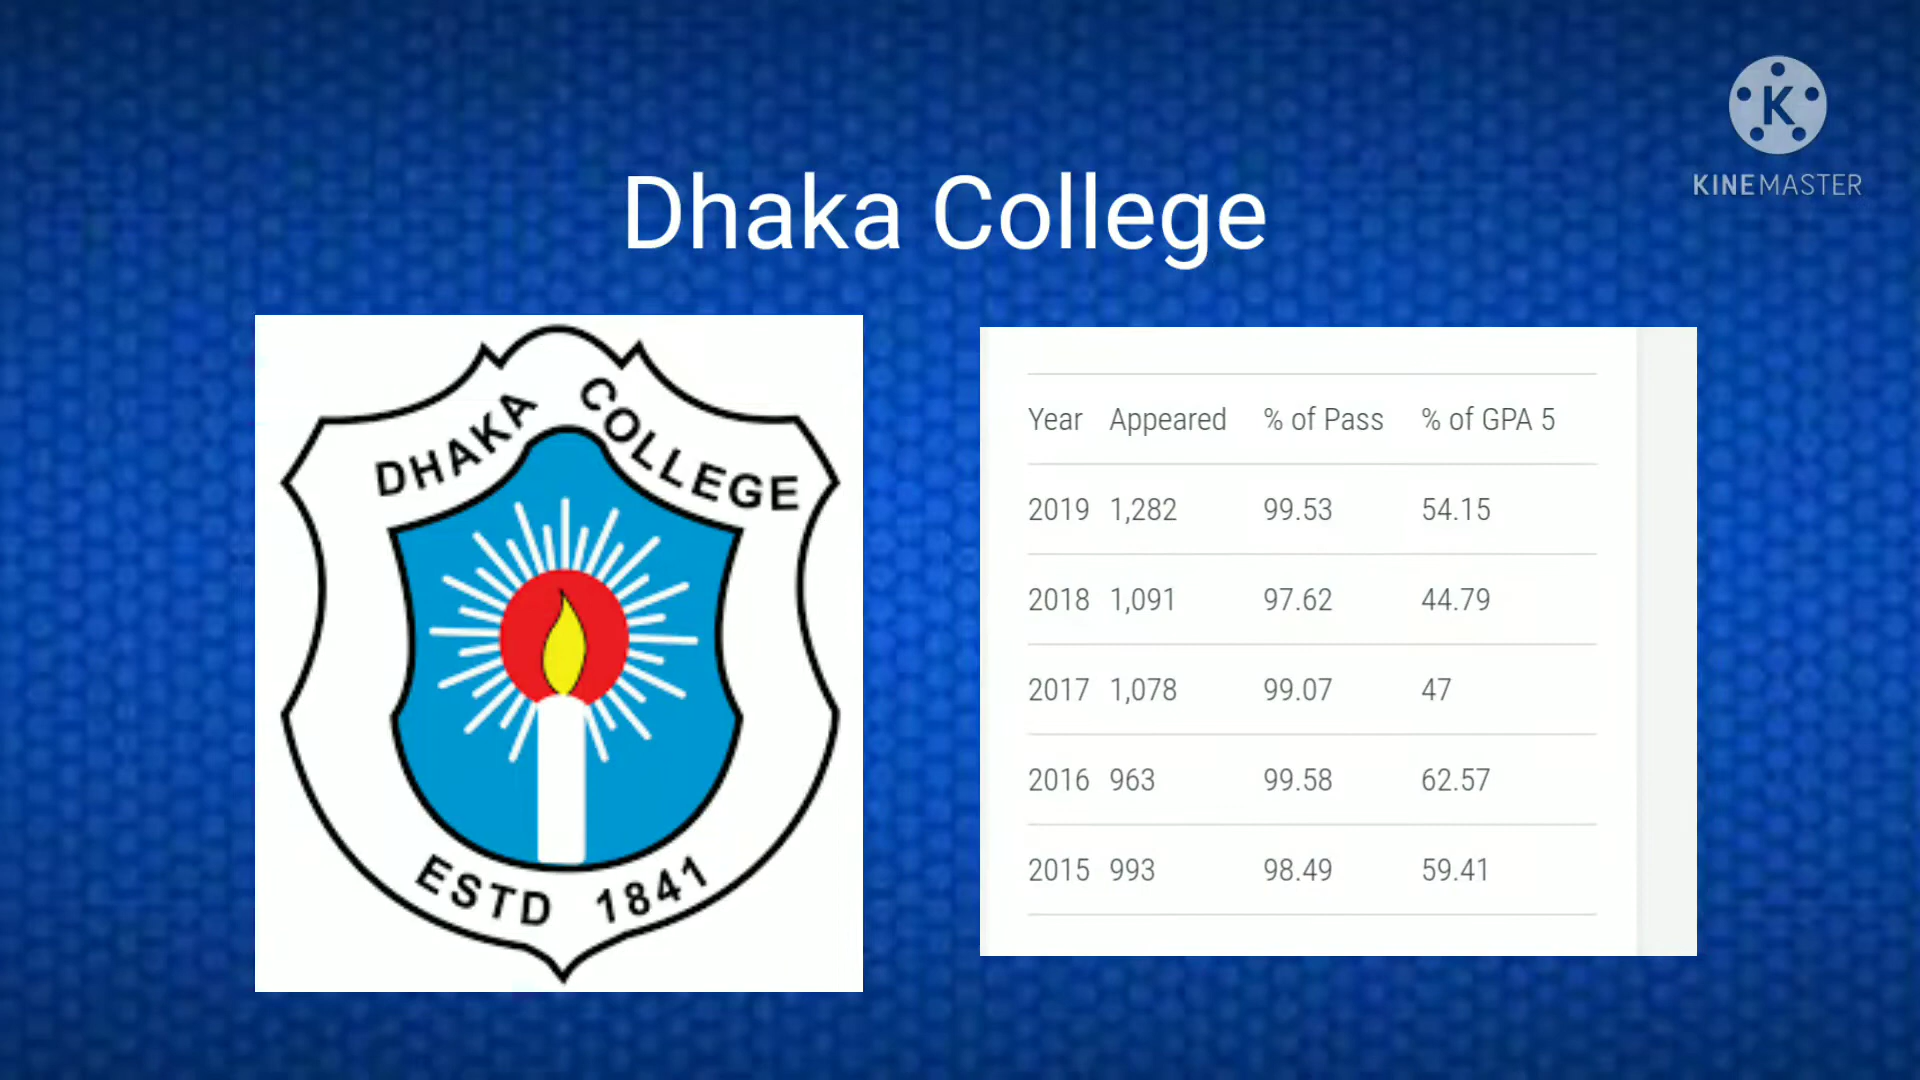 K
KINEMASTER
Dhaka College
DHAKA COLLEGE
ESTD 1841
Year Appeared % of Pass % of GPA 5
2019 1,282 99.53 54.15
2018 1,091 97.62 44.79
2017 1,078 99.07 47
2016 963 99.58 62.57
2015 993 98.49 59.41